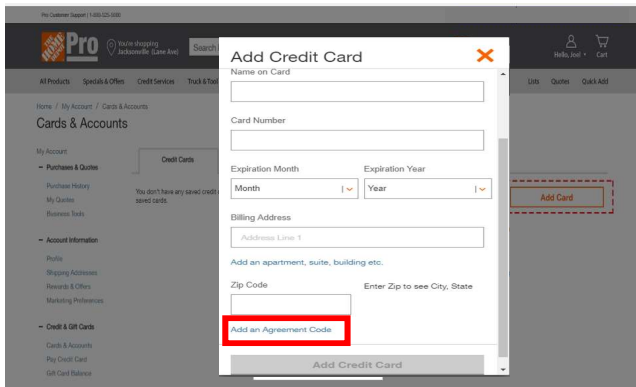 Pro Customer Support | 1-
THE HOME DEPOT
Pro
You're shopping
Jacksonville (Lane Ave)
Search
Hello, Joel
Cart
All Products Specials & Offers Credit Services Truck & Tool
Lists Quotes Quick Add
Home / My Account / Cards & Accounts
Cards & Accounts
My Account
– Purchases & Quotes
Purchase History
My Quotes
Business Tools
– Account Information
Profile
Shipping Addresses
Rewards & Offers
Marketing Preferences
– Credit & Gift Cards
Cards & Accounts
Pay Credit Card
Gift Card Balance
Credit Cards
You don't have any saved credit
saved cards.
Add Card
Add Credit Card
Name on Card
Card Number
Expiration Month Expiration Year
Month Year
Billing Address
Address Line 1
Add an apartment, suite, building etc.
Zip Code Enter Zip to see City, State
Add an Agreement Code
Add Credit Card